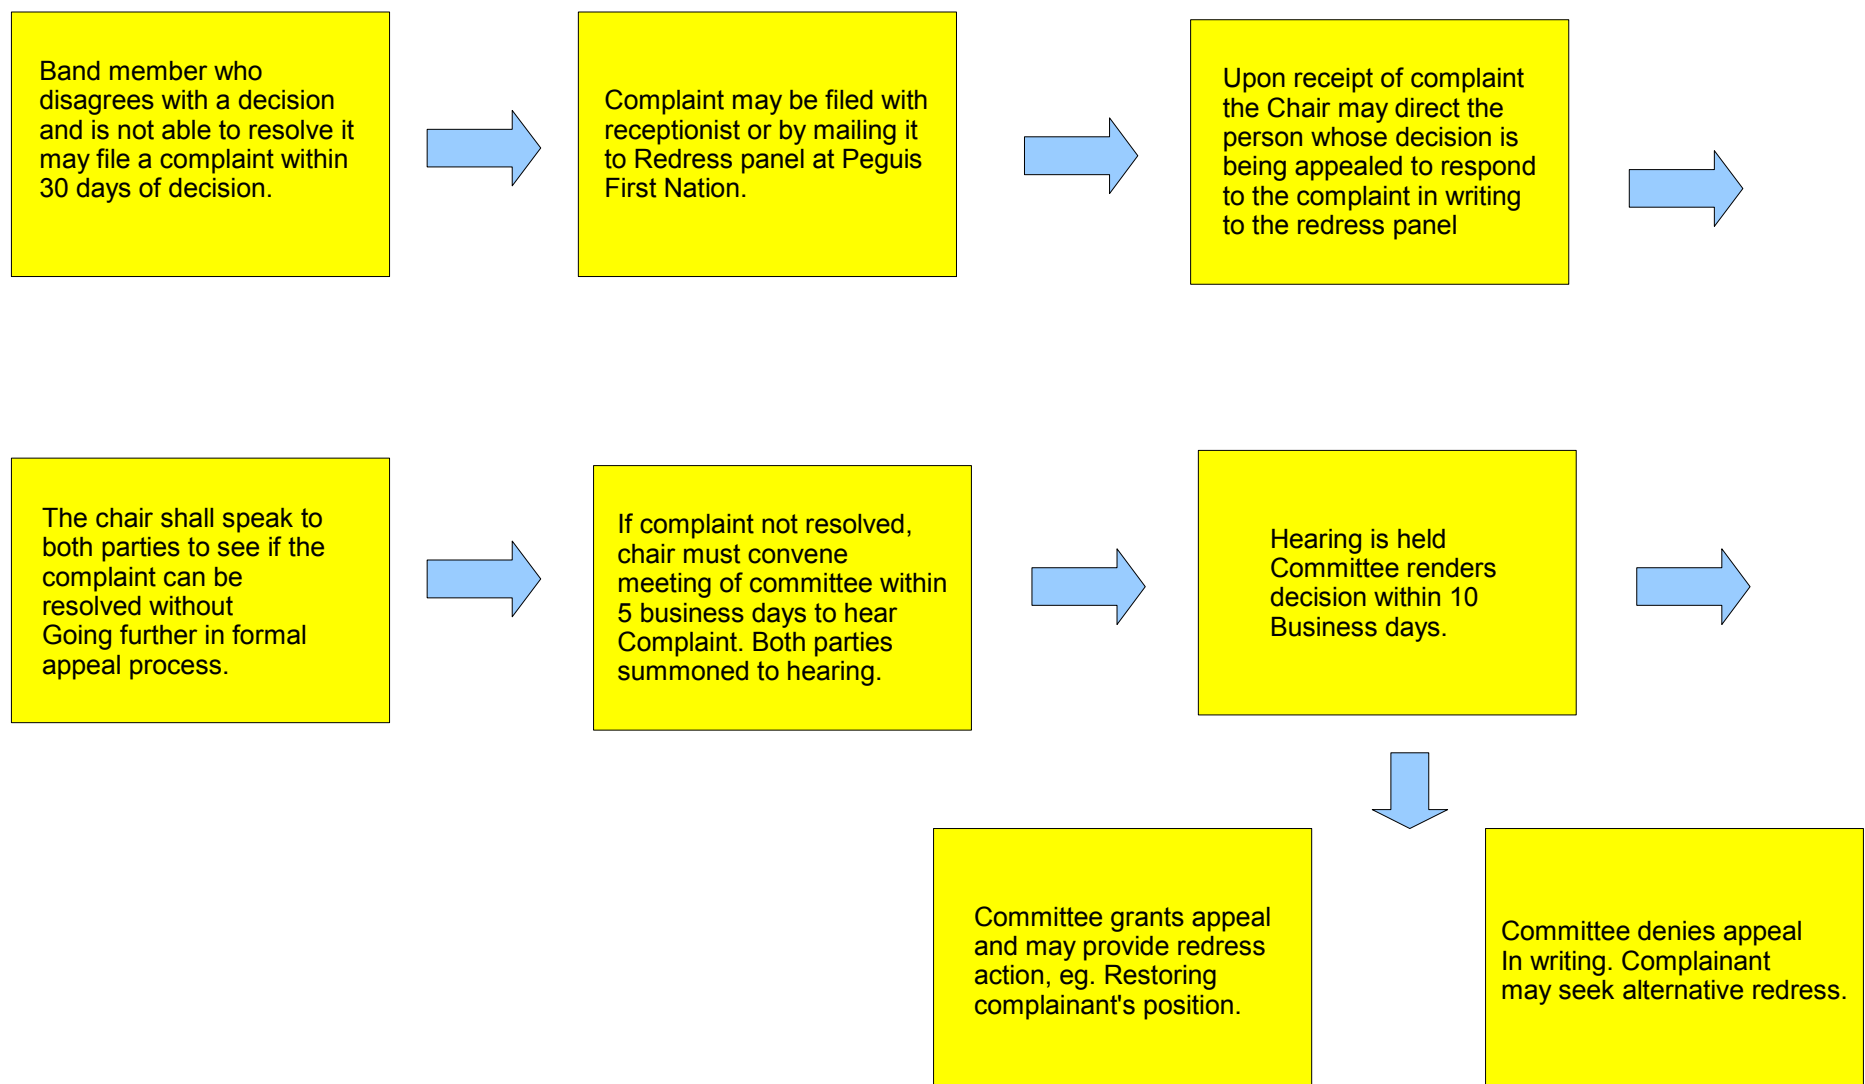 Band member who
disagrees with a decision
and is not able to resolve it
may file a complaint within
30 days of decision.
Complaint may be filed with
receptionist or by mailing it
to Redress panel at Peguis
First Nation.
Upon receipt of complaint
the Chair may direct the
person whose decision is
being appealed to respond
to the complaint in writing
to the redress panel
The chair shall speak to
both parties to see if the
complaint can be
resolved without
Going further in formal
appeal process.
If complaint not resolved,
chair must convene
meeting of committee within
5 business days to hear
Complaint. Both parties
summoned to hearing.
Hearing is held
Committee renders
decision within 10
Business days.
Committee grants appeal
and may provide redress
action, eg. Restoring
complainant's position.
Committee denies appeal
In writing. Complainant
may seek alternative redress.